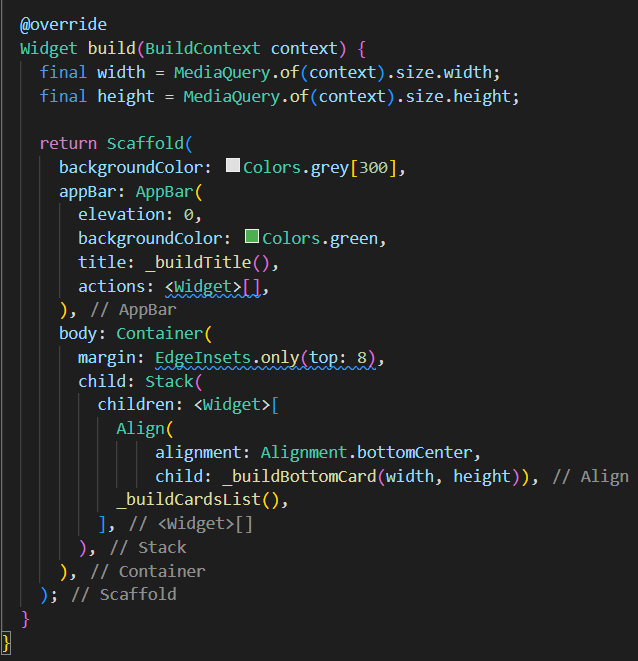 @override
Widget build(BuildContext context) {
  final width = MediaQuery.of(context).size.width;
  final height = MediaQuery.of(context).size.height;

  return Scaffold(
    backgroundColor: Colors.grey[300],
    appBar: AppBar(
      elevation: 0,
      backgroundColor: Colors.green,
      title: _buildTitle(),
      actions: <Widget>[],
    ), // AppBar
    body: Container(
      margin: EdgeInsets.only(top: 8),
      child: Stack(
        children: <Widget>[
          Align(
              alignment: Alignment.bottomCenter,
              child: _buildBottomCard(width, height)), // Align
          _buildCardsList(),
        ], // <Widget>[]
      ), // Stack
    ), // Container
  ); // Scaffold
}
}